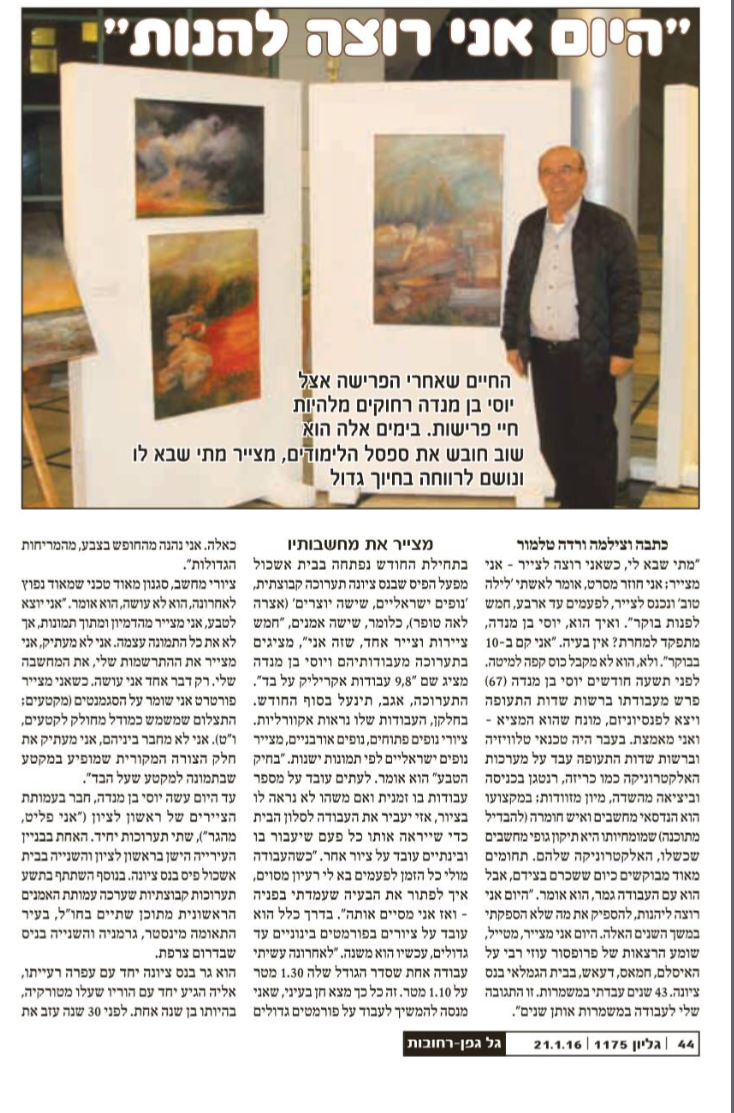 "היום אני רוצה להנות"
החיים שאחרי הפרישה אצל
יוסי בן מנדה רחוקים מלהיות
חיי פרישות. בימים אלה הוא
שוב חובש את ספסל הלימודים, מצייר מתי שבא לו
ונושם לרווחה בחיוך גדול
כתבה וצילמה ורדה טלמור
"מתי שבא לי, כשאני רוצה לצייר - אני
מצייר; אני חוזר מסרט, אומר לאשתי 'לילה
טוב' ונכנס לצייר, לפעמים עד ארבע, חמש
לפנות בוקר". ואיך הוא, יוסי בן מנדה,
מתפקד למחרת? אין בעיה. "אני קם ב-10
בבוקר". ולא, הוא לא מקבל כוס קפה למיטה.
לפני תשעה חודשים יוסי בן מנדה (67)
פרש מעבודתו ברשות שדות התעופה
ויצא לפנסיוניזם, מונח שהוא המציא -
ואני מאמצת. בעבר היה טכנאי טלוויזיה
וברשות שדות התעופה עבד על מערכות
האלקטרוניקה כמו כריזה, רנטגן בכניסה
וביציאה מהשדה, מיון מזוודות; במקצועו
הוא הנדסאי מחשבים ואיש חומרה (להבדיל
מתוכנה) שמומחיותו היא תיקון גופי מחשבים
שכשלו, האלקטרוניקה שלהם. תחומים
מאוד מבוקשים כיום ששכרם בצידם, אבל
הוא עם העבודה גמר, הוא אומר. "היום אני
רוצה ליהנות, להספיק את מה שלא הספקתי
במשך השנים האלה. היום אני מצייר, מטייל,
שומע הרצאות של פרופסור עוזי רבי על
האיסלם, חמאס, דעאש, בבית הגמלאי בנס
ציונה. 43 שנים עבדתי במשמרות. זו התגובה
שלי לעבודה במשמרות אותן שנים".
מצייר את מחשבותיו
בתחילת החודש נפתחה בבית אשכול
מפעל הפיס שבנס ציונה תערוכה קבוצתית,
'נופים ישראליים, שישה יוצרים' (אצרה
לאה טופר), כלומר, שישה אמנים, "חמש
ציירות וצייר אחד, שזה אני", מציגים
בתערוכה מעבודותיהם ויוסי בן מנדה
מציג שם "9,8 עבודות אקריליק על בד".
התערוכה, אגב, תינעל בסוף החודש.
בחלקן, העבודות שלו נראות אקוורליות.
ציורי נופים פתוחים, נופים אורבניים, מצייר
נופים ישראליים לפי תמונות ישנות. "בחיק
הטבע" הוא אומר. לעתים עובד על מספר
עבודות בו זמנית ואם משהו לא נראה לו
בציור, אזי יעביר את העבודה לסלון הבית
כדי שייראה אותו כל פעם שיעבור בו
ובינתיים עובד על ציור אחר. "כשהעבודה
מולי כל הזמן לפעמים בא לי רעיון מסוים,
איך לפתור את הבעיה שעמדתי בפניה
- ואז אני מסיים אותה". בדרך כלל הוא
עובד על ציורים בפורמטים בינוניים עד
גדולים, עכשיו הוא משנה. "לאחרונה עשיתי
עבודה אחת שסדר הגודל שלה 1.30 מטר
על 1.10 מטר. זה כל כך מצא חן בעיני, שאני
מנסה להמשיך לעבוד על פורמטים גדולים
כאלה. אני נהנה מהחופש בצבע, מהמריחות
הגדולות".
ציורי מחשב, סגנון מאוד טכני שמאוד נפוץ
לאחרונה, הוא לא עושה, הוא אומר. "אני יוצא
לטבע, אני מצייר מהדמיון ומתוך תמונות, אך
לא את כל התמונה עצמה. אני לא מעתיק, אני
מצייר את ההתרשמות שלי, את המחשבה
שלי. רק דבר אחד אני עושה. כשאני מצייר
פורטרט אני שומר על הסגמנטים (מקטעים;
התצלום שמשמש כמודל מחולק לקטעים,
ו"ט). אני לא מחבר ביניהם, אני מעתיק את
חלק הצורה המקורית שמופיע במקטע
שבתמונה למקטע שעל הבד".
עד היום עשה יוסי בן מנדה, חבר בעמותת
הציירים של ראשון לציון ("אני פליט,
מהגר"), שתי תערוכות יחיד. האחת בבניין
העירייה הישן בראשון לציון והשנייה בבית
אשכול פיס בנס ציונה. בנוסף השתתף בתשע
תערוכות קבוצתיות שערכה עמותת האמנים
הראשונית מתוכן שתיים בחו"ל, בעיר
התאומה מינסטר, גרמניה והשנייה בניס
שבדרום צרפת.
הוא גר בנס ציונה יחד עם עפרה רעייתו,
אליה הגיע יחד עם הוריו שעלו מטורקיה,
בהיותו בן שנה אחת. לפני 30 שנה עזב את
44 | גליון 1175 | 21.1.16 גל גפן-רחובות